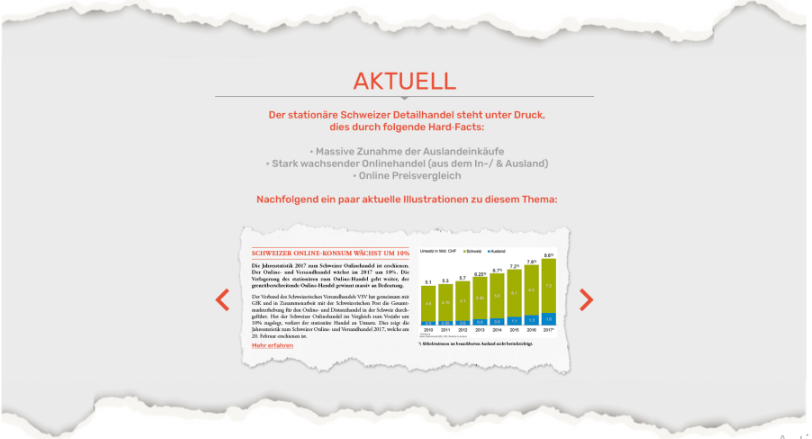 AKTUELL
Der stationäre Schweizer Detailhandel steht unter Druck,
dies durch folgende Hard-Facts:
• Massive Zunahme der Auslandeinkäufe
• Stark wachsender Onlinehandel (aus dem In-/ & Ausland)
• Online Preisvergleich
Nachfolgend ein paar aktuelle Illustrationen zu diesem Thema:
SCHWEIZER ONLINE-KONSUM WÄCHST UM 10%
Die Jahresstatistik 2017 zum Schweizer Onlinehandel ist erschienen.
Der Online- und Versandhandel wächst im 2017 um 10%. Die
Verlagerung des stationären zum Online-Handel geht weiter, der
grenzüberschreitende Online-Handel gewinnt massiv an Bedeutung.
Der Verband des Schweizerischen Versandhandels VSV hat gemeinsam mit
GfK und in Zusammenarbeit mit der Schweizerischen Post die Gesamt-
markterhebung für den Online- und Distanzhandel in der Schweiz durch-
geführt. Hat der Schweizer Onlinehandel im Vergleich zum Vorjahr um
10% zugelegt, verliert der stationäre Handel an Umsatz. Dies zeigt die
Jahresstatistik zum Schweizer Online- und Versandhandel 2017, welche am
20. Februar erschienen ist.
Mehr erfahren
Umsatz in Mrd. CHF Schweiz Ausland
5.1 5.3 5.7 6.25 6.7 7.2 7.8 8.6
2010 2011 2012 2013 2014 2015 2016 2017*